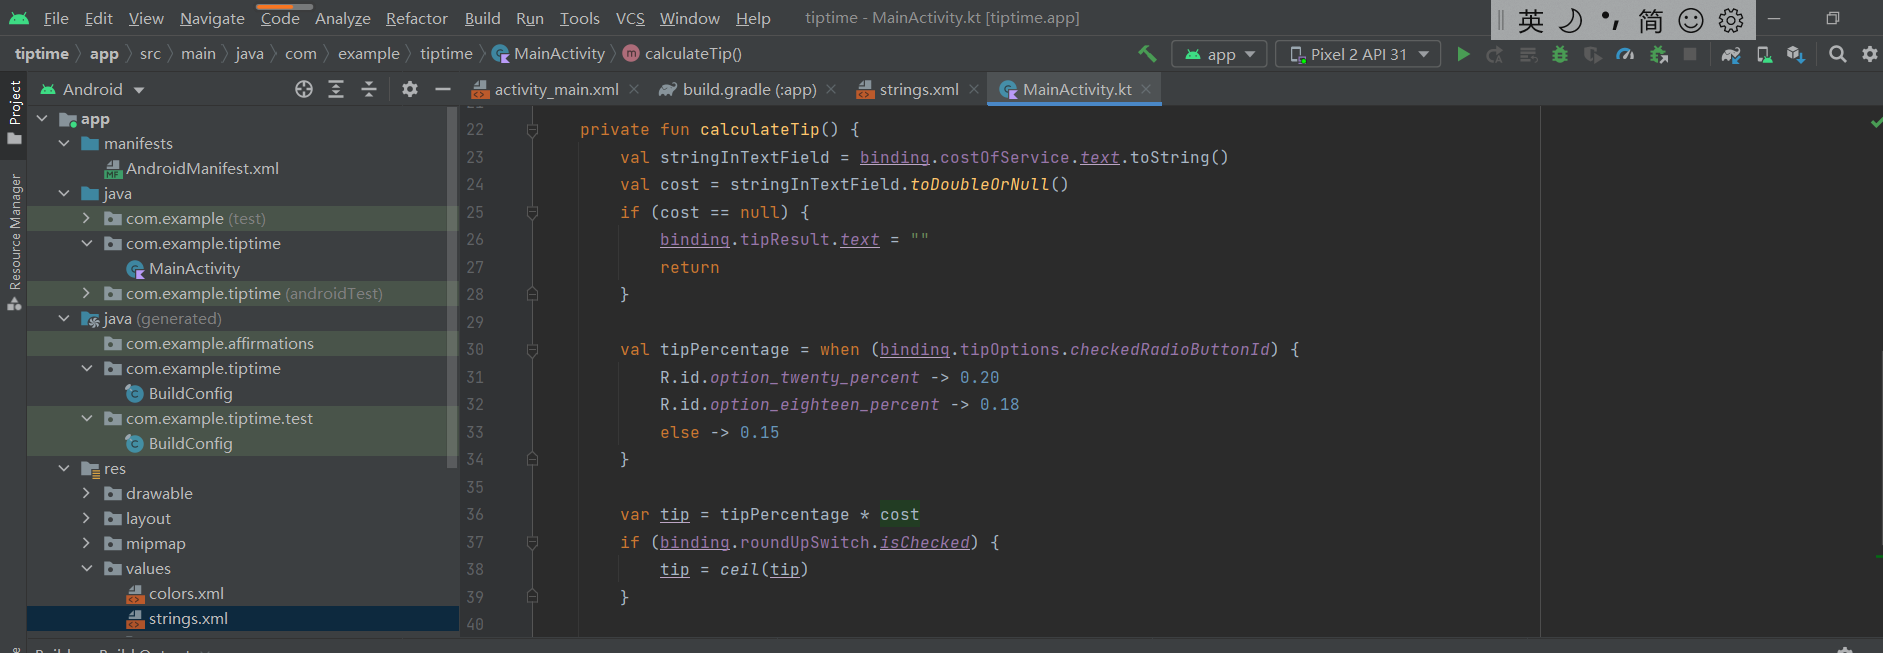 File Edit View Navigate Code Analyze Refactor Build Run Tools VCS Window Help tiptime - MainActivity.kt [tiptime.app]
英 简
tiptime app src main java com example tiptime MainActivity m calculateTip() app Pixel 2 API 31
Project
Resource Manager
Android
activity_main.xml build.gradle (:app) strings.xml MainActivity.kt
app
manifests
AndroidManifest.xml
java
com.example (test)
com.example.tiptime
MainActivity
com.example.tiptime (androidTest)
java (generated)
com.example.affirmations
com.example.tiptime
BuildConfig
com.example.tiptime.test
BuildConfig
res
drawable
layout
mipmap
values
colors.xml
strings.xml
22 private fun calculateTip() {
23 val stringInTextField = binding.costOfService.text.toString()
24 val cost = stringInTextField.toDoubleOrNull()
25 if (cost == null) {
26 binding.tipResult.text = ""
27 return
28 }
29
30 val tipPercentage = when (binding.tipOptions.checkedRadioButtonId) {
31 R.id.option_twenty_percent -> 0.20
32 R.id.option_eighteen_percent -> 0.18
33 else -> 0.15
34 }
35
36 var tip = tipPercentage * cost
37 if (binding.roundUpSwitch.isChecked) {
38 tip = ceil(tip)
39 }
40